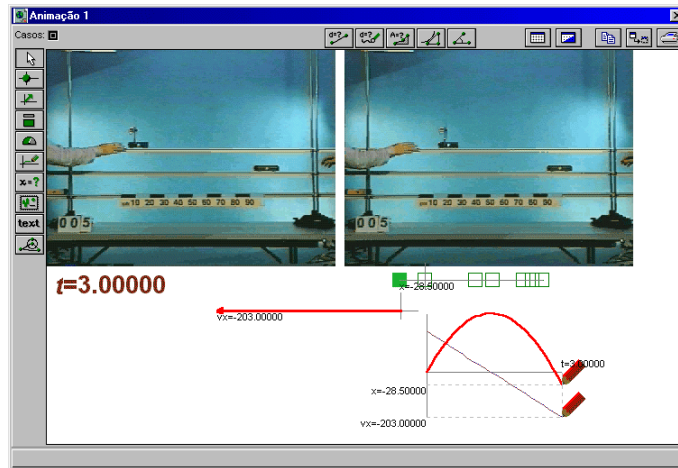 Animação 1
Casos:
d=? d=? A=?
x=?
text
cm 10 20 30 40 50 60 70 80 90
cm 10 20 30 40 50 60 70 80 90
0 0 5
0 0 5
t=3.00000
x=-28.50000
vx=-203.00000
t=3.00000
x=-28.50000
vx=-203.00000